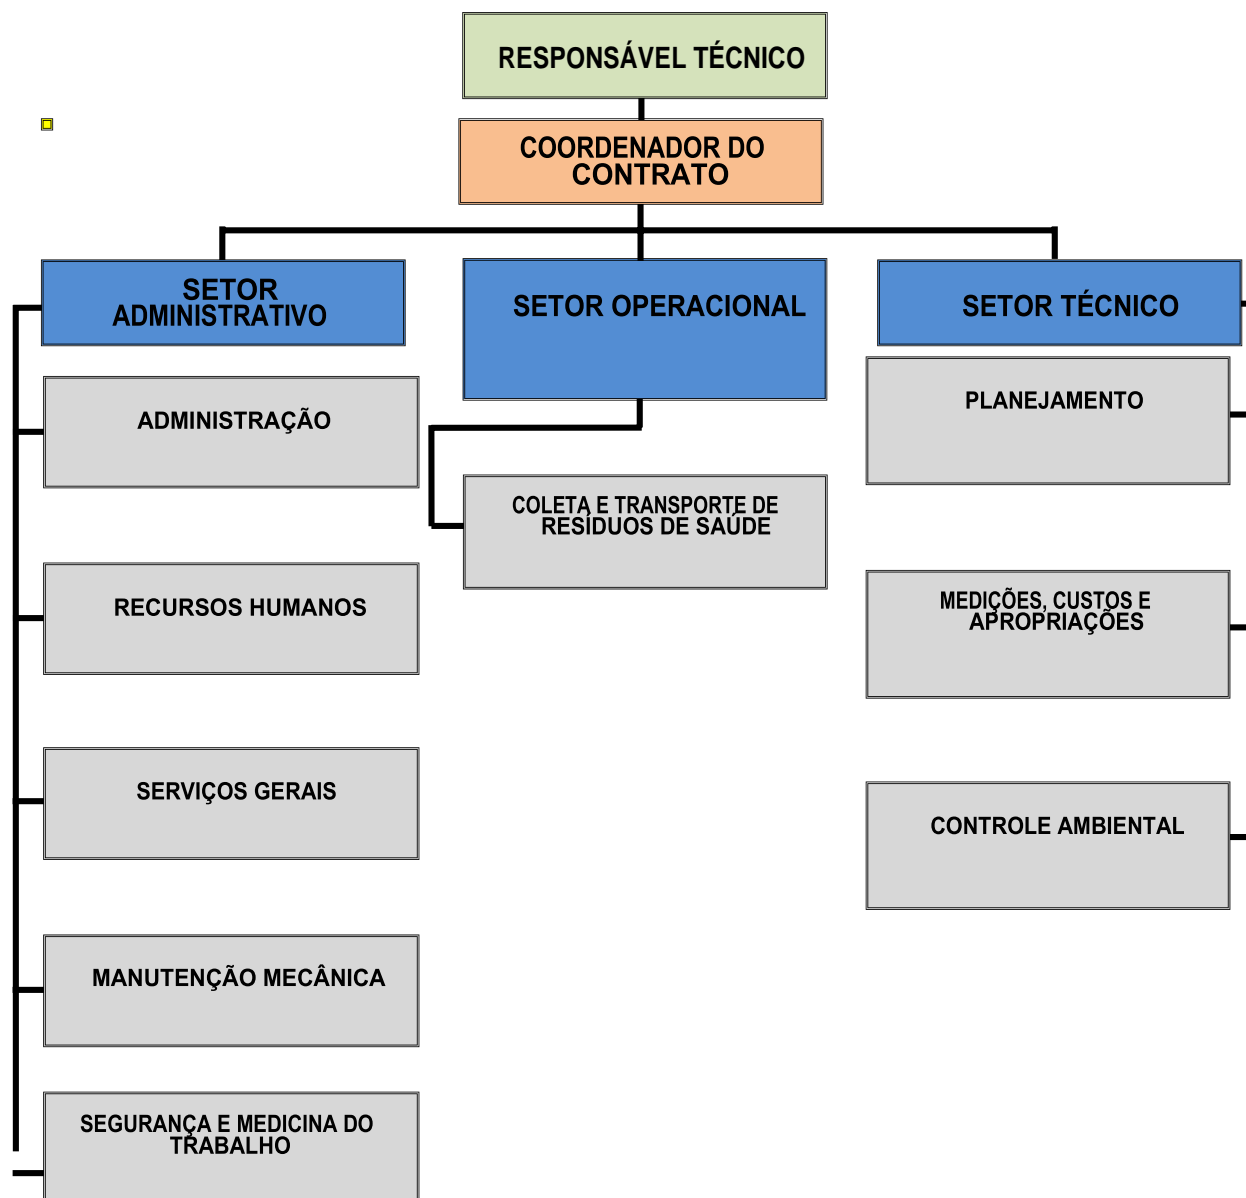 RESPONSÁVEL TÉCNICO
COORDENADOR DO
CONTRATO
SETOR
ADMINISTRATIVO
SETOR OPERACIONAL
SETOR TÉCNICO
ADMINISTRAÇÃO
RECURSOS HUMANOS
SERVIÇOS GERAIS
MANUTENÇÃO MECÂNICA
SEGURANÇA E MEDICINA DO
TRABALHO
COLETA E TRANSPORTE DE
RESÍDUOS DE SAÚDE
PLANEJAMENTO
MEDIÇÕES, CUSTOS E
APROPRIAÇÕES
CONTROLE AMBIENTAL